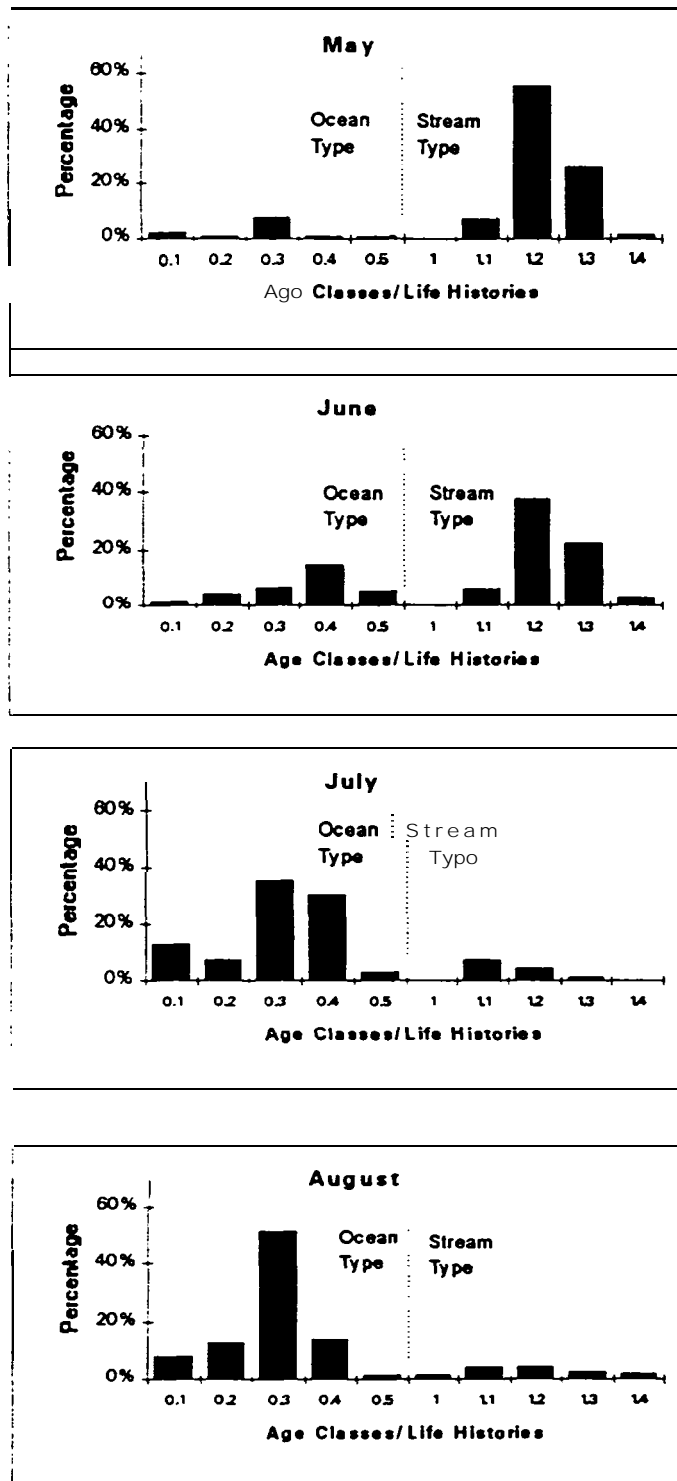 May
60%
40%
20%
0%
Percentage
Ocean Stream
Type Type
0.1 0.2 0.3 0.4 0.5 1 1.1 1.2 1.3 1.4
Ago Classes/Life Histories
June
60%
40%
20%
0%
Percentage
Ocean Stream
Type Type
0.1 0.2 0.3 0.4 0.5 1 1.1 1.2 1.3 1.4
Age Classes/Life Histories
July
60%
40%
20%
0%
Percentage
Ocean Stream
Type Typo
0.1 0.2 0.3 0.4 0.5 1 1.1 1.2 1.3 1.4
Age Classes/Life Histories
August
60%
40%
20%
0%
Percentage
Ocean Stream
Type Type
0.1 0.2 0.3 0.4 0.5 1 1.1 1.2 1.3 1.4
Age Classes/Life Histories